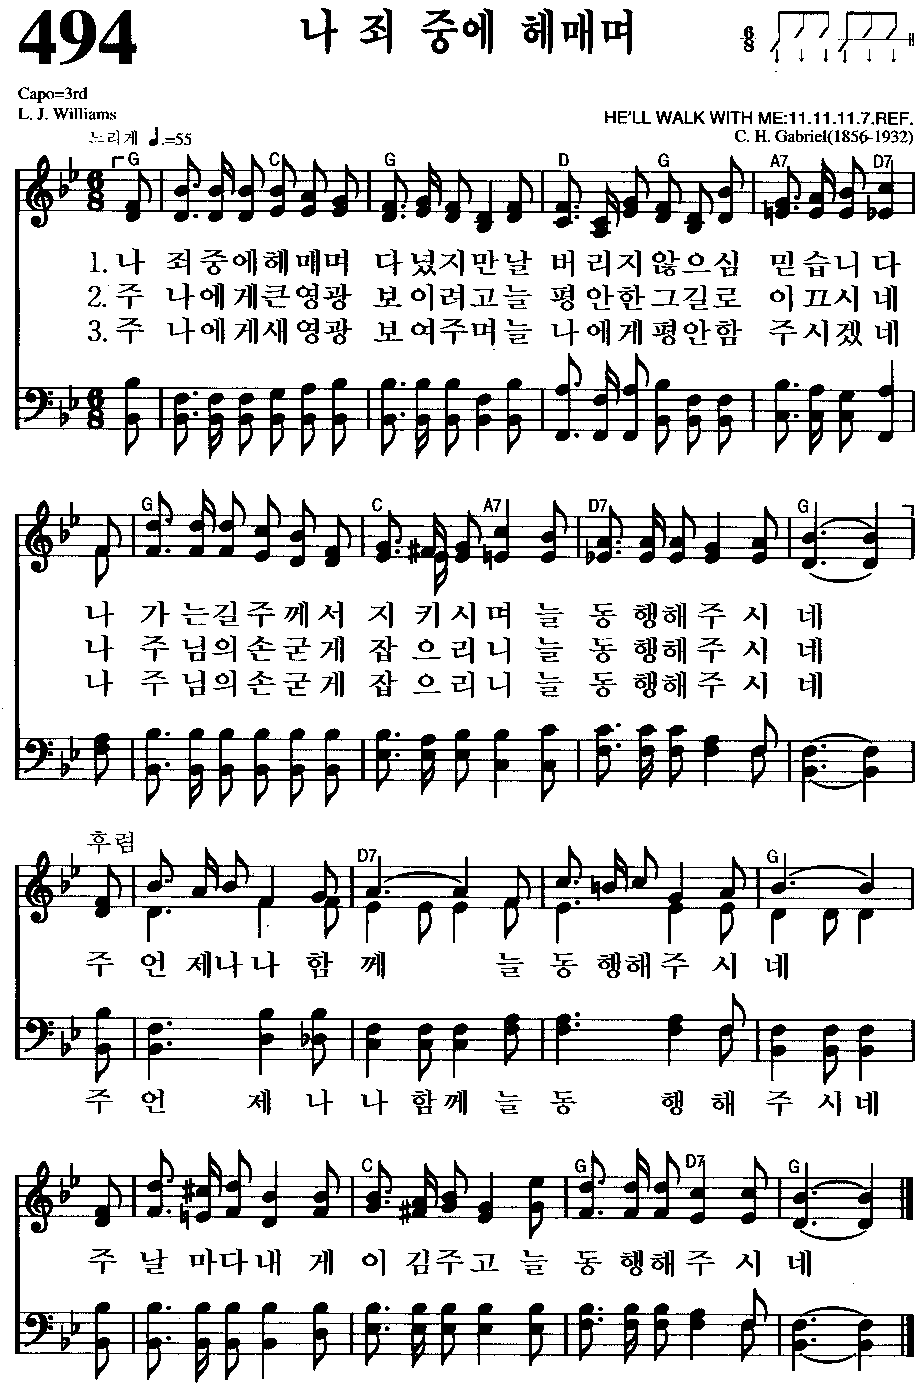 494 나 죄 중에 헤매며 6/8
Capo=3rd
L. J. Williams
HE'LL WALK WITH ME:11.11.11.7.REF.
느리게 ♩.=55 C. H. Gabriel(1856-1932)
G C G D G A7 D7
1. 나 죄중에헤매며 다녔지만날 버리지않으심 믿습니다
2. 주 나에게큰영광 보이려고늘 평안한그길로 이끄시네
3. 주 나에게새영광 보여주며늘 나에게평안함 주시겠네
G C A7 D7 G
나 가는길주께서 지키시며 늘 동행해주시네
나 주님의손굳게 잡으리니 늘 동행해주시네
나 주님의손굳게 잡으리니 늘 동행해주시네
후렴
D7 G
주 언제나나함께 늘 동행해주시네
주 언 제나나함께늘동 행해 주시네
C G D7 G
주 날마다내게 이김주고늘 동행해주시네